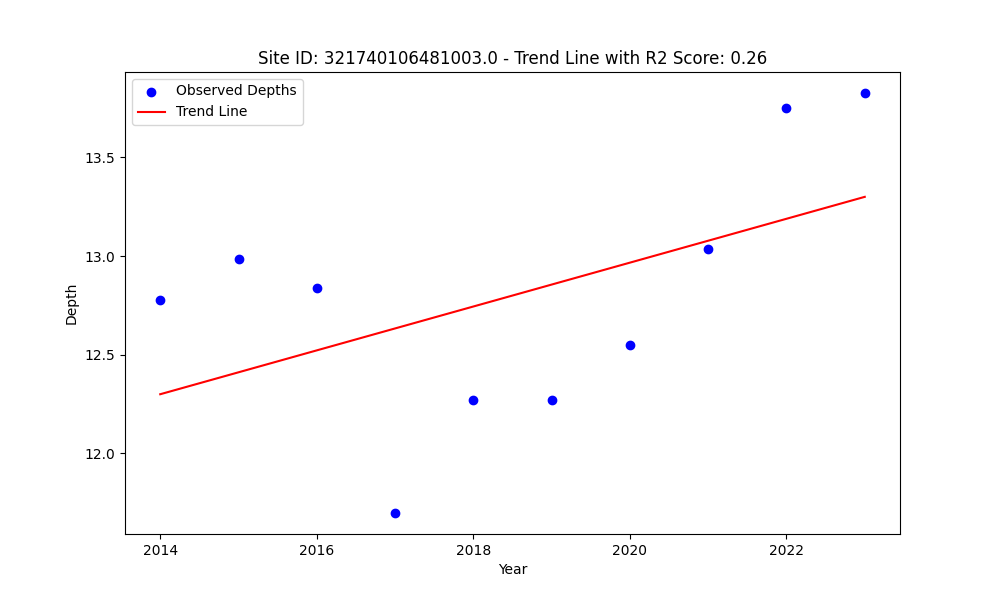 Site ID: 321740106481003.0 - Trend Line with R2 Score: 0.26
Observed Depths
Trend Line
13.5
13.0
12.5
12.0
Depth
2014
2016
2018
2020
2022
Year